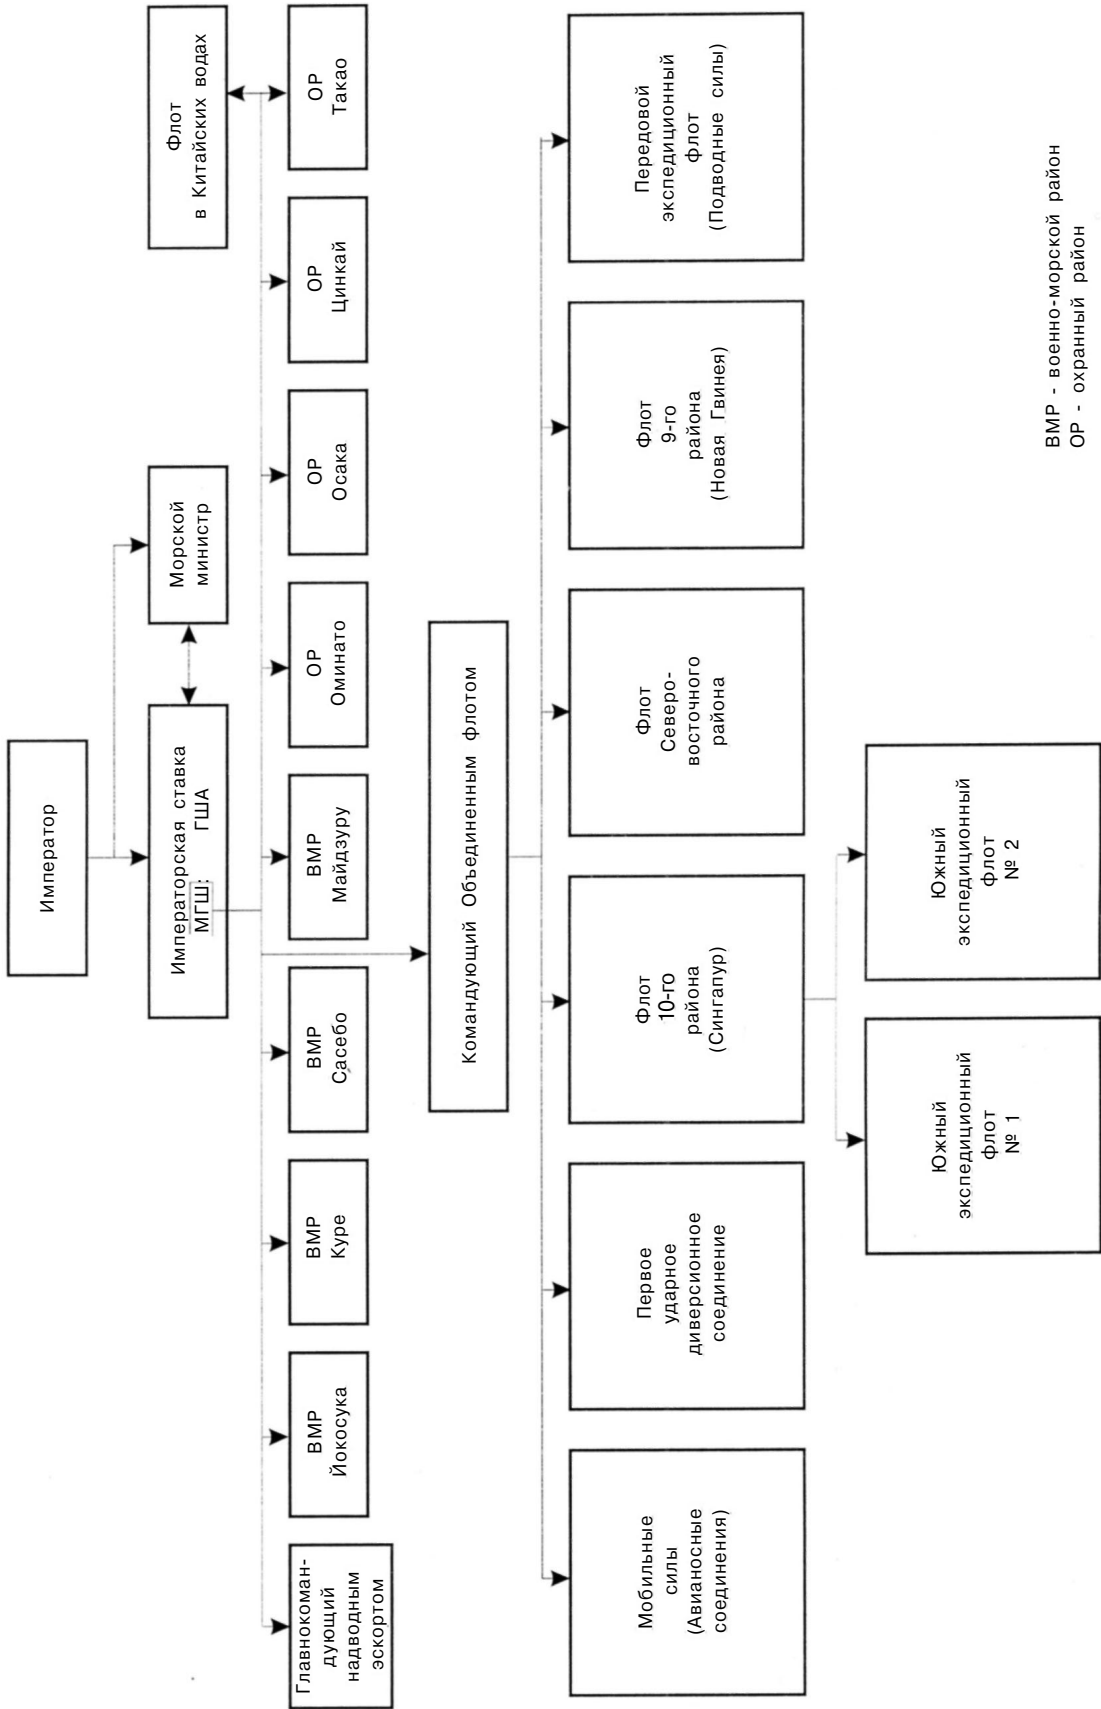 Император
Императорская ставка
МГШ: ГША
Морской
министр
Флот
в Китайских водах
Главнокоман-
дующий
надводным
эскортом
ВМР
Йокосука
ВМР
Куре
ВМР
Сасебо
ВМР
Майдзуру
ОР
Оминато
ОР
Осака
ОР
Цинкай
ОР
Такао
Командующий Объединенным флотом
Мобильные
силы
(Авианосные
соединения)
Первое
ударное
диверсионное
соединение
Флот
10-го
района
(Сингапур)
Флот
Северо-
восточного
района
Флот
9-го
района
(Новая Гвинея)
Передовой
экспедиционный
флот
(Подводные силы)
Южный
экспедиционный
флот
№ 1
Южный
экспедиционный
флот
№ 2
ВМР - военно-морской район
ОР - охранный район